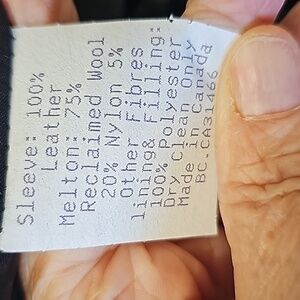 Sleeve: 100%
Leather
Melton: 75%
Reclaimed Wool
20% Nylon 5%
Other Fibres
lining& Filling:
100% Polyester
Dry Clean Only
Made in Canada
BC.CA34466